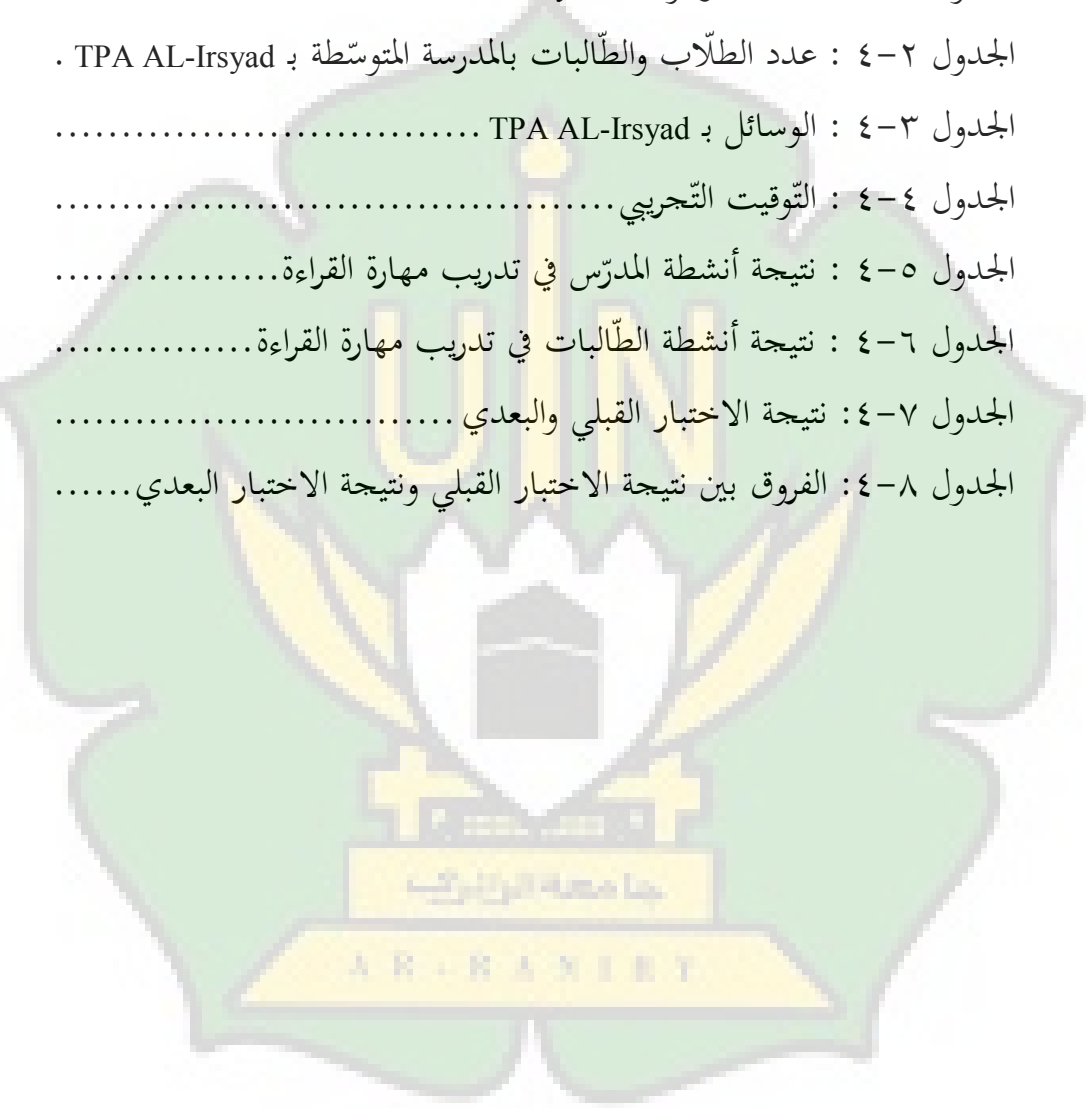 الجدول ٢-٤ : عدد الطلّاب والطّالبات بالمدرسة المتوسّطة بـ TPA AL-Irsyad .
الجدول ٣-٤ : الوسائل بـ TPA AL-Irsyad ................................
الجدول ٤-٤ : التّوقيت التّجريبي..........................................
الجدول ٥-٤ : نتيجة أنشطة المدرّس في تدريب مهارة القراءة.................
الجدول ٦-٤ : نتيجة أنشطة الطّالبات في تدريب مهارة القراءة...............
الجدول ٧-٤: نتيجة الاختبار القبلي والبعدي..............................
الجدول ٨-٤: الفروق بين نتيجة الاختبار القبلي ونتيجة الاختبار البعدي......
UIN
جامعة الرانيري
AR-RANIRY